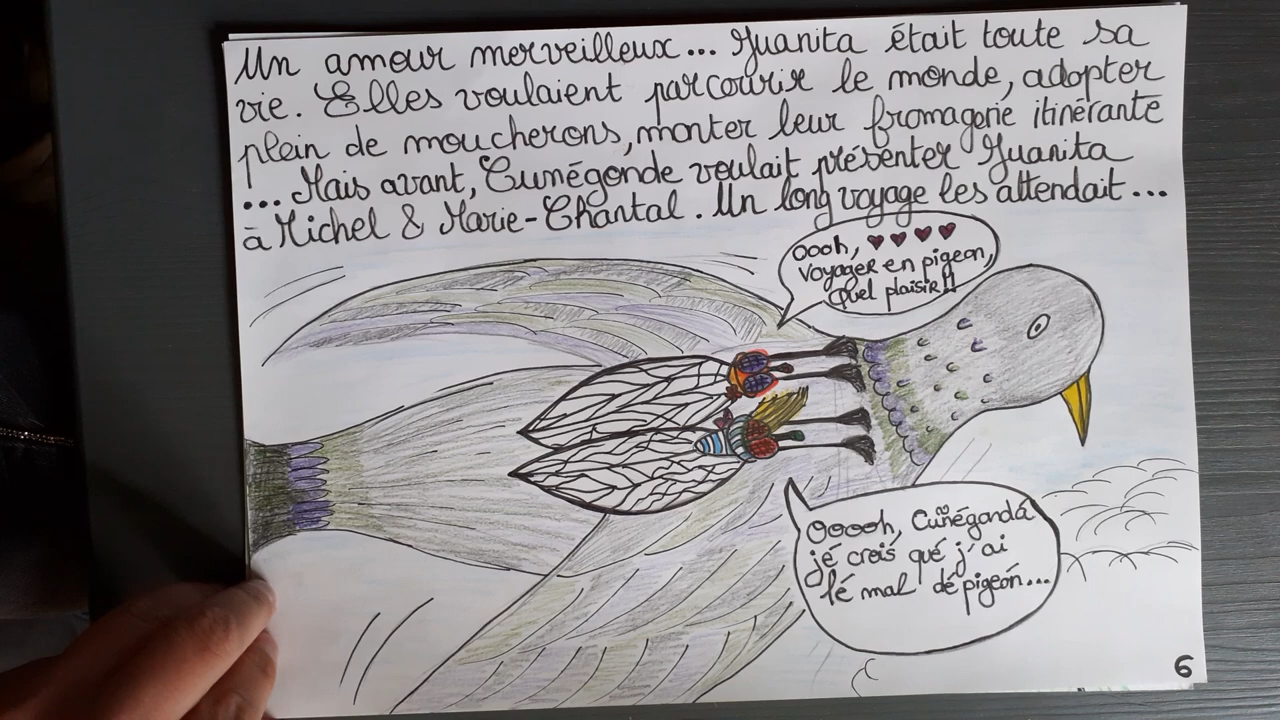 Un amour merveilleux... Juanita était toute sa
vie. Elles voulaient parcourir le monde, adopter
plein de moucherons, monter leur fromagerie itinérante
... Mais avant, Cunégonde voulait présenter Juanita
à Michel & Marie-Chantal. Un long voyage les attendait...
Oooh, ♥ ♥ ♥ ♥
Voyager en pigeon,
Quel plaisir!!
Ooooh, Cuñégondá
jé crois qué j'ai
lé mal dé pigeón...
6